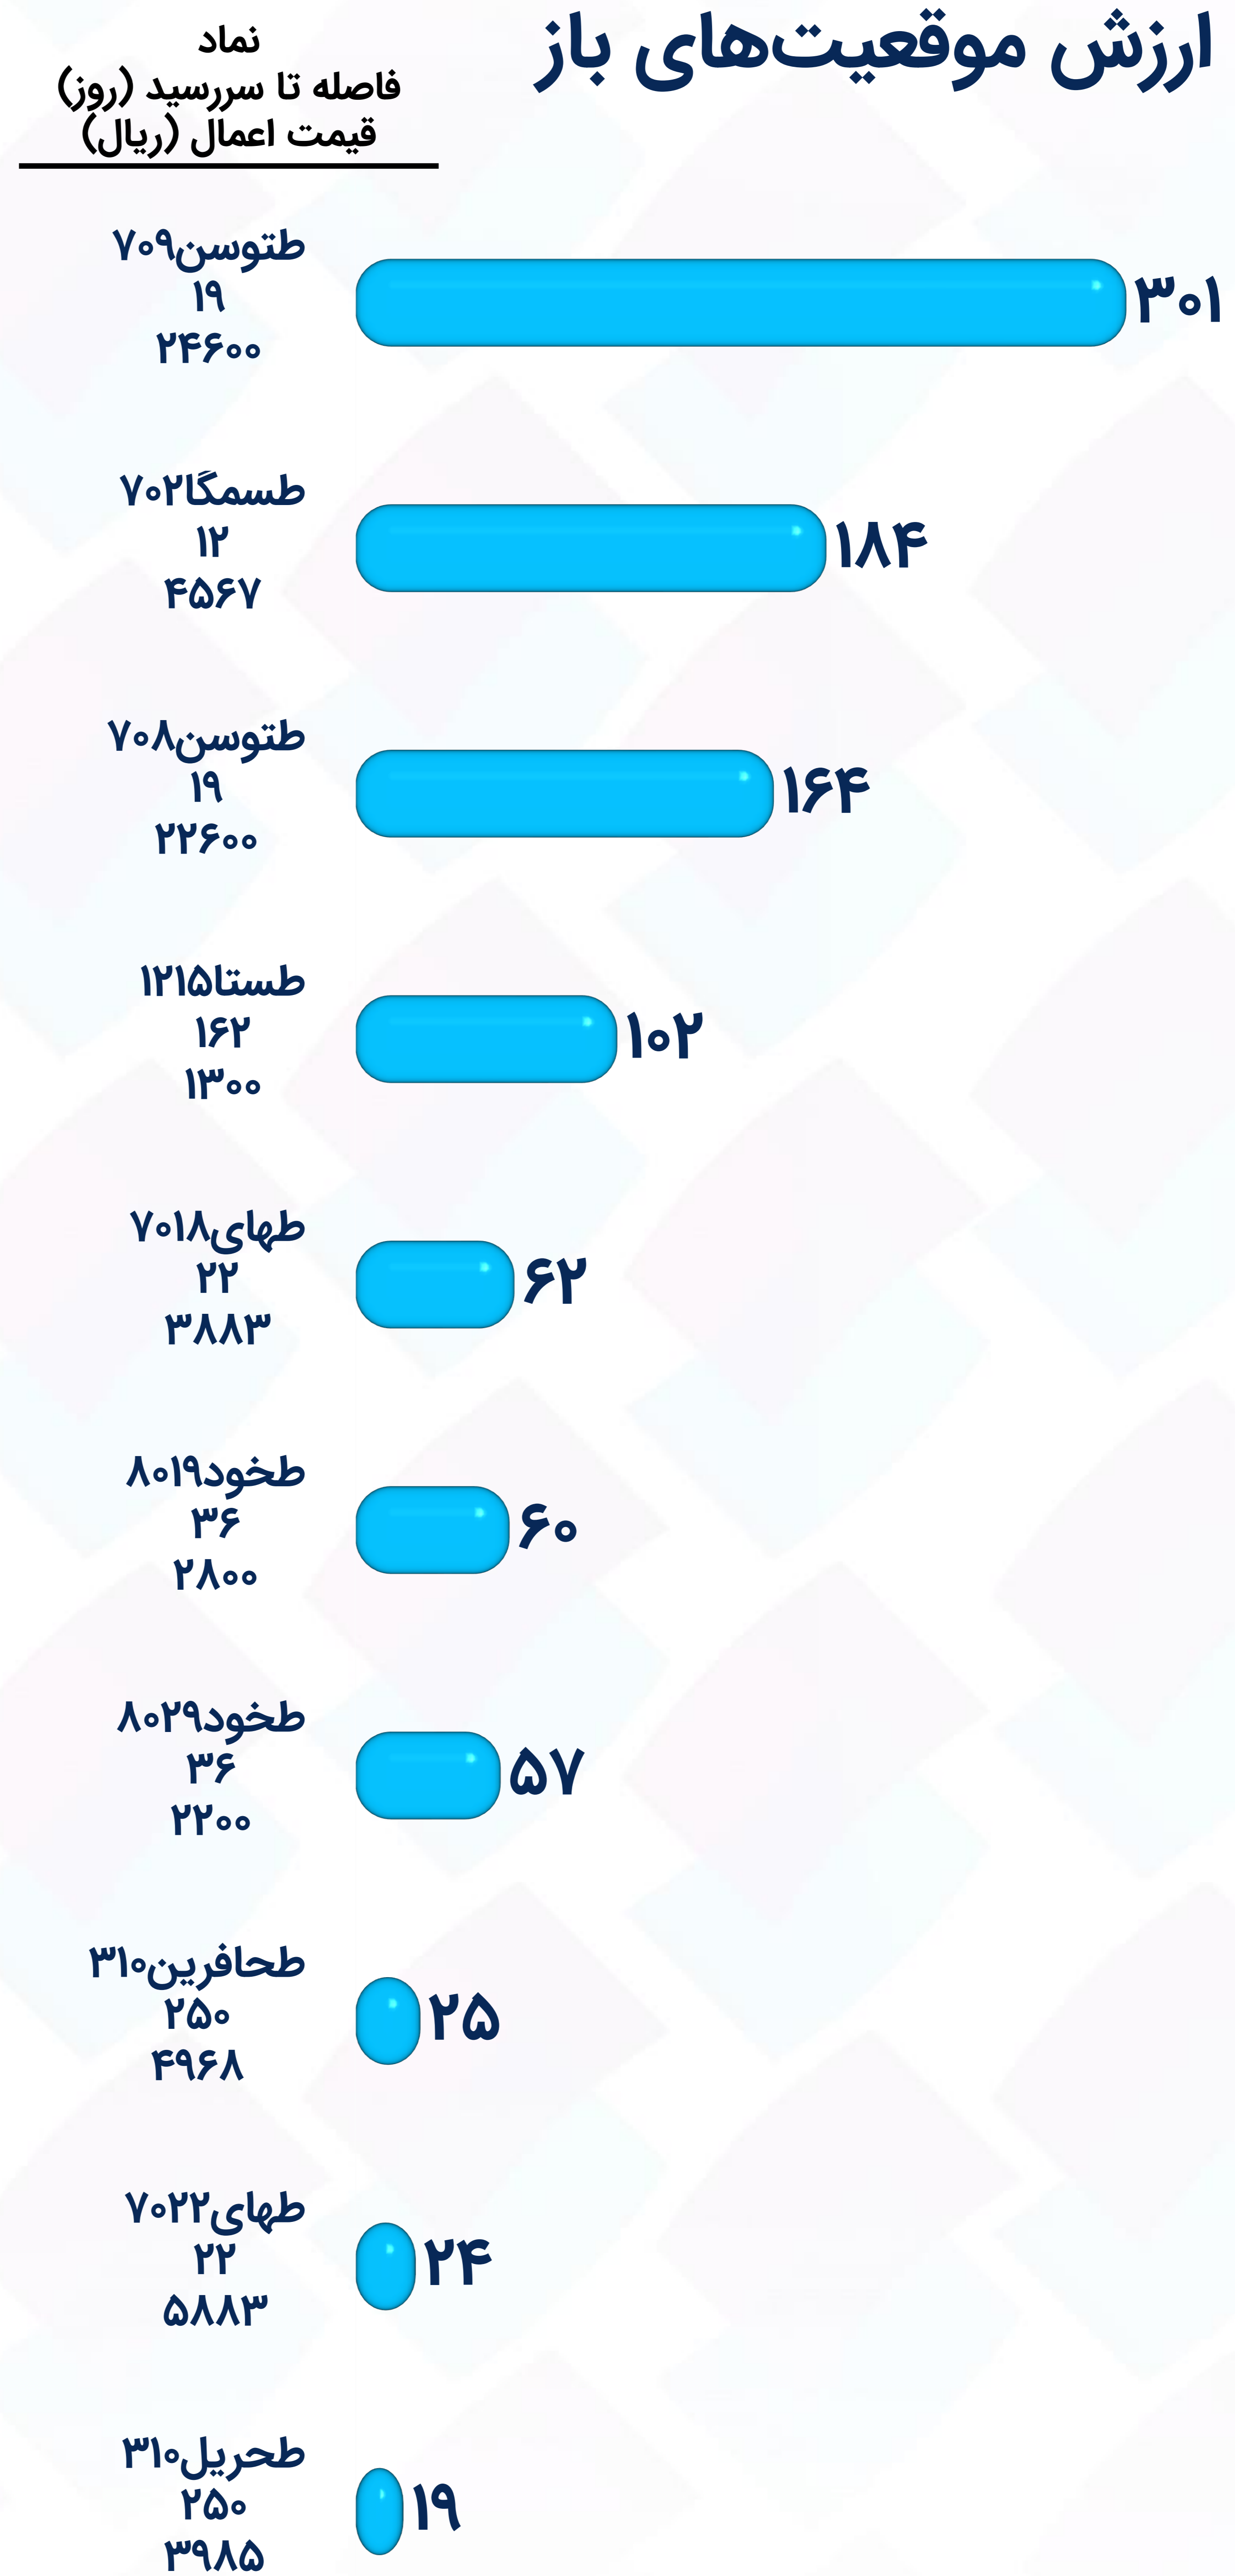 ارزش موقعیت‌های باز
نماد
فاصله تا سررسید (روز)
قیمت اعمال (ریال)
طتوسن۷۰۹
۱۹
۲۴۶۰۰
۳۰۱
طسمگا۷۰۲
۱۲
۴۵۶۷
۱۸۴
طتوسن۷۰۸
۱۹
۲۲۶۰۰
۱۶۴
طستا۱۲۱۵
۱۶۲
۱۳۰۰
۱۰۲
طهای۷۰۱۸
۲۲
۳۸۸۳
۶۲
طخود۸۰۱۹
۳۶
۲۸۰۰
۶۰
طخود۸۰۲۹
۳۶
۲۲۰۰
۵۷
طحافرین۳۱۰
۲۵۰
۴۹۶۸
۲۵
طهای۷۰۲۲
۲۲
۵۸۸۳
۲۴
طحریل۳۱۰
۲۵۰
۳۹۸۵
۱۹